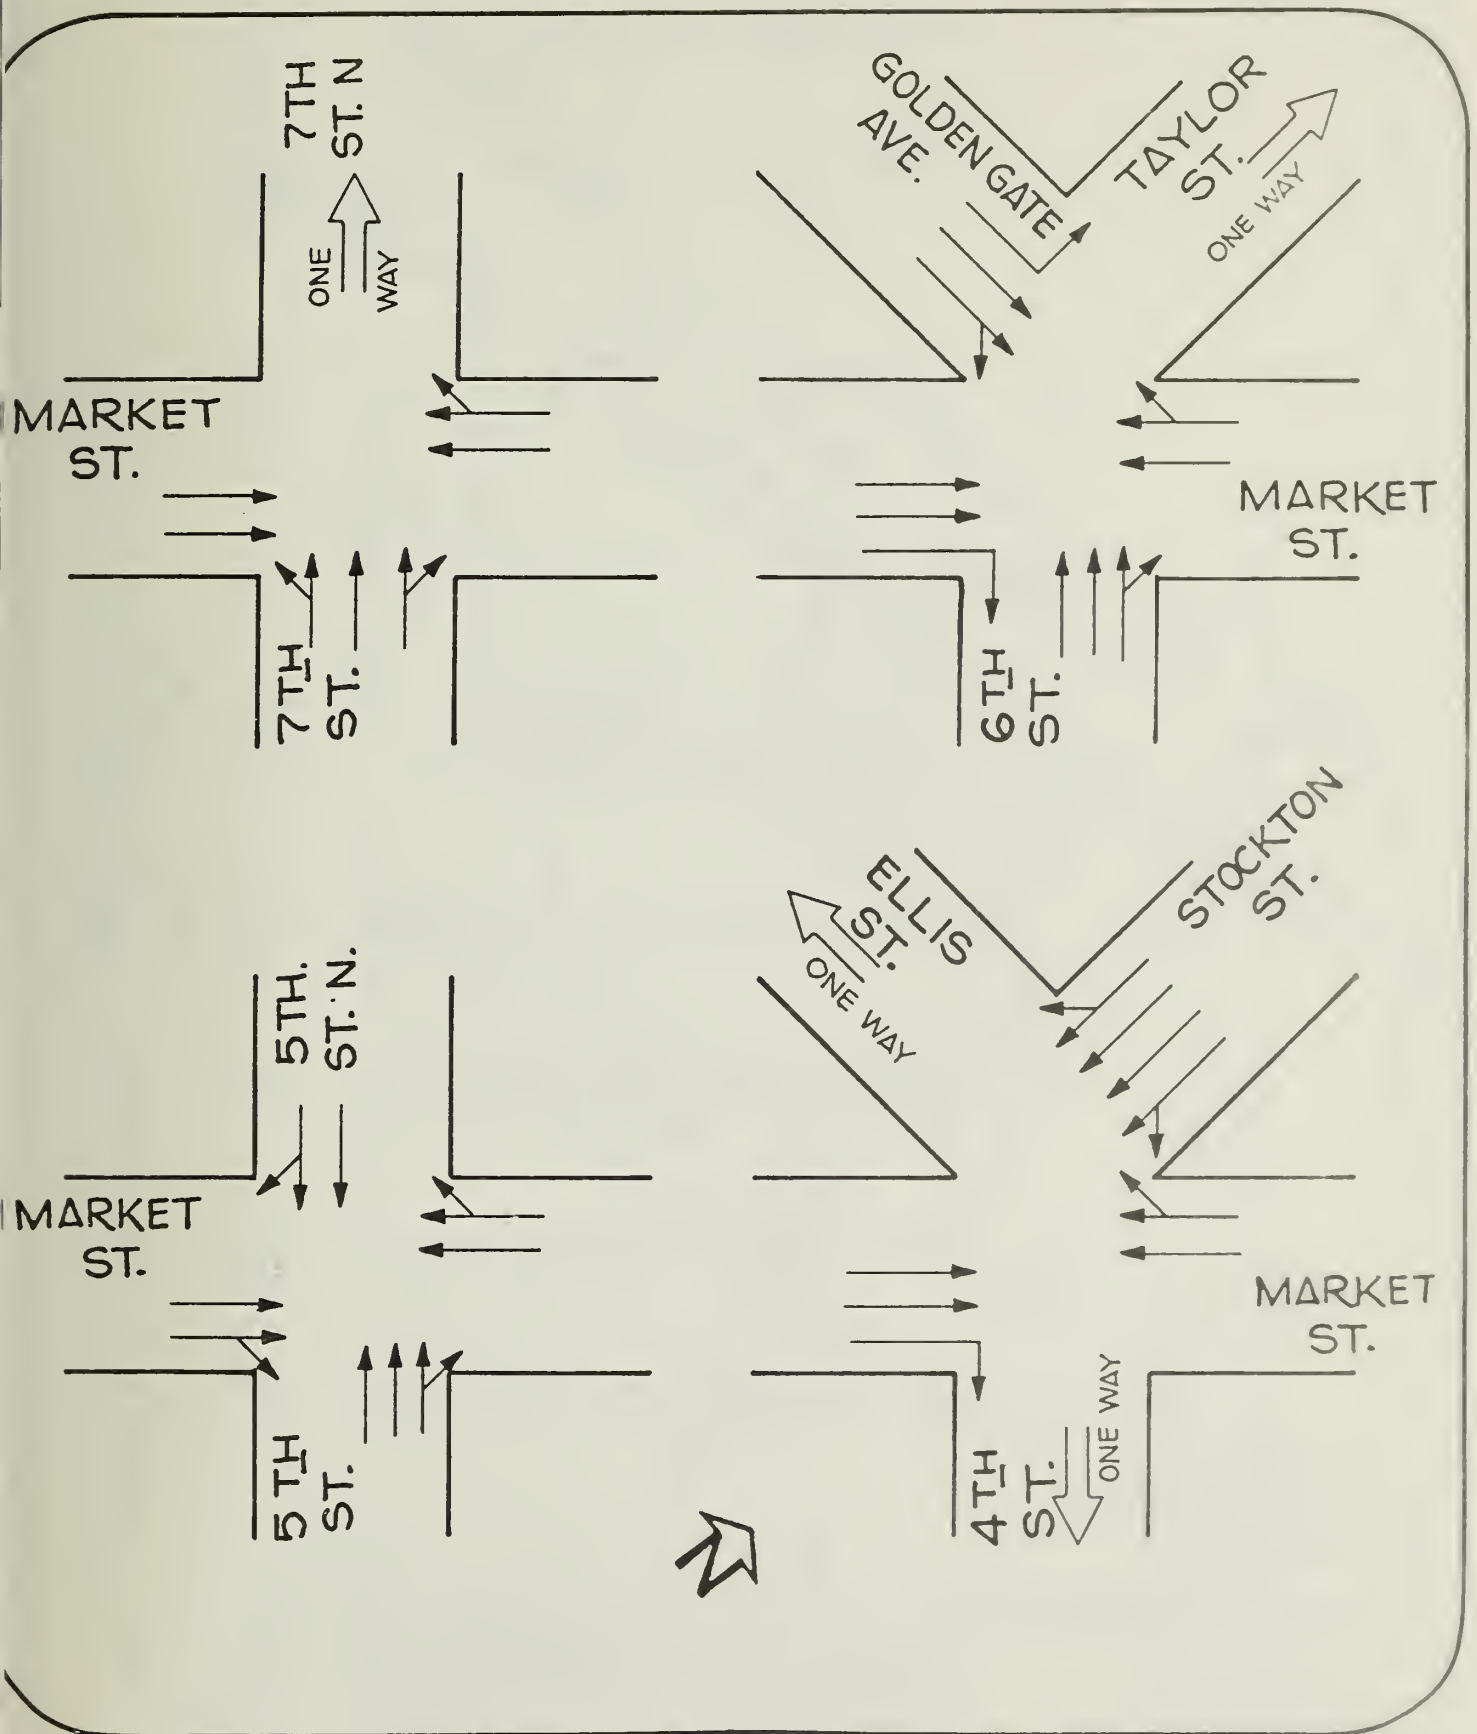 7TH
ST. N
ONE
WAY
MARKET
ST.
7TH
ST.
GOLDEN GATE
AVE.
TAYLOR
ST.
ONE WAY
MARKET
ST.
6TH
ST.
5TH.
ST. N.
MARKET
ST.
5TH
ST.
ELLIS
ST.
ONE WAY
STOCKTON
ST.
MARKET
ST.
4TH
ST.
ONE WAY
N